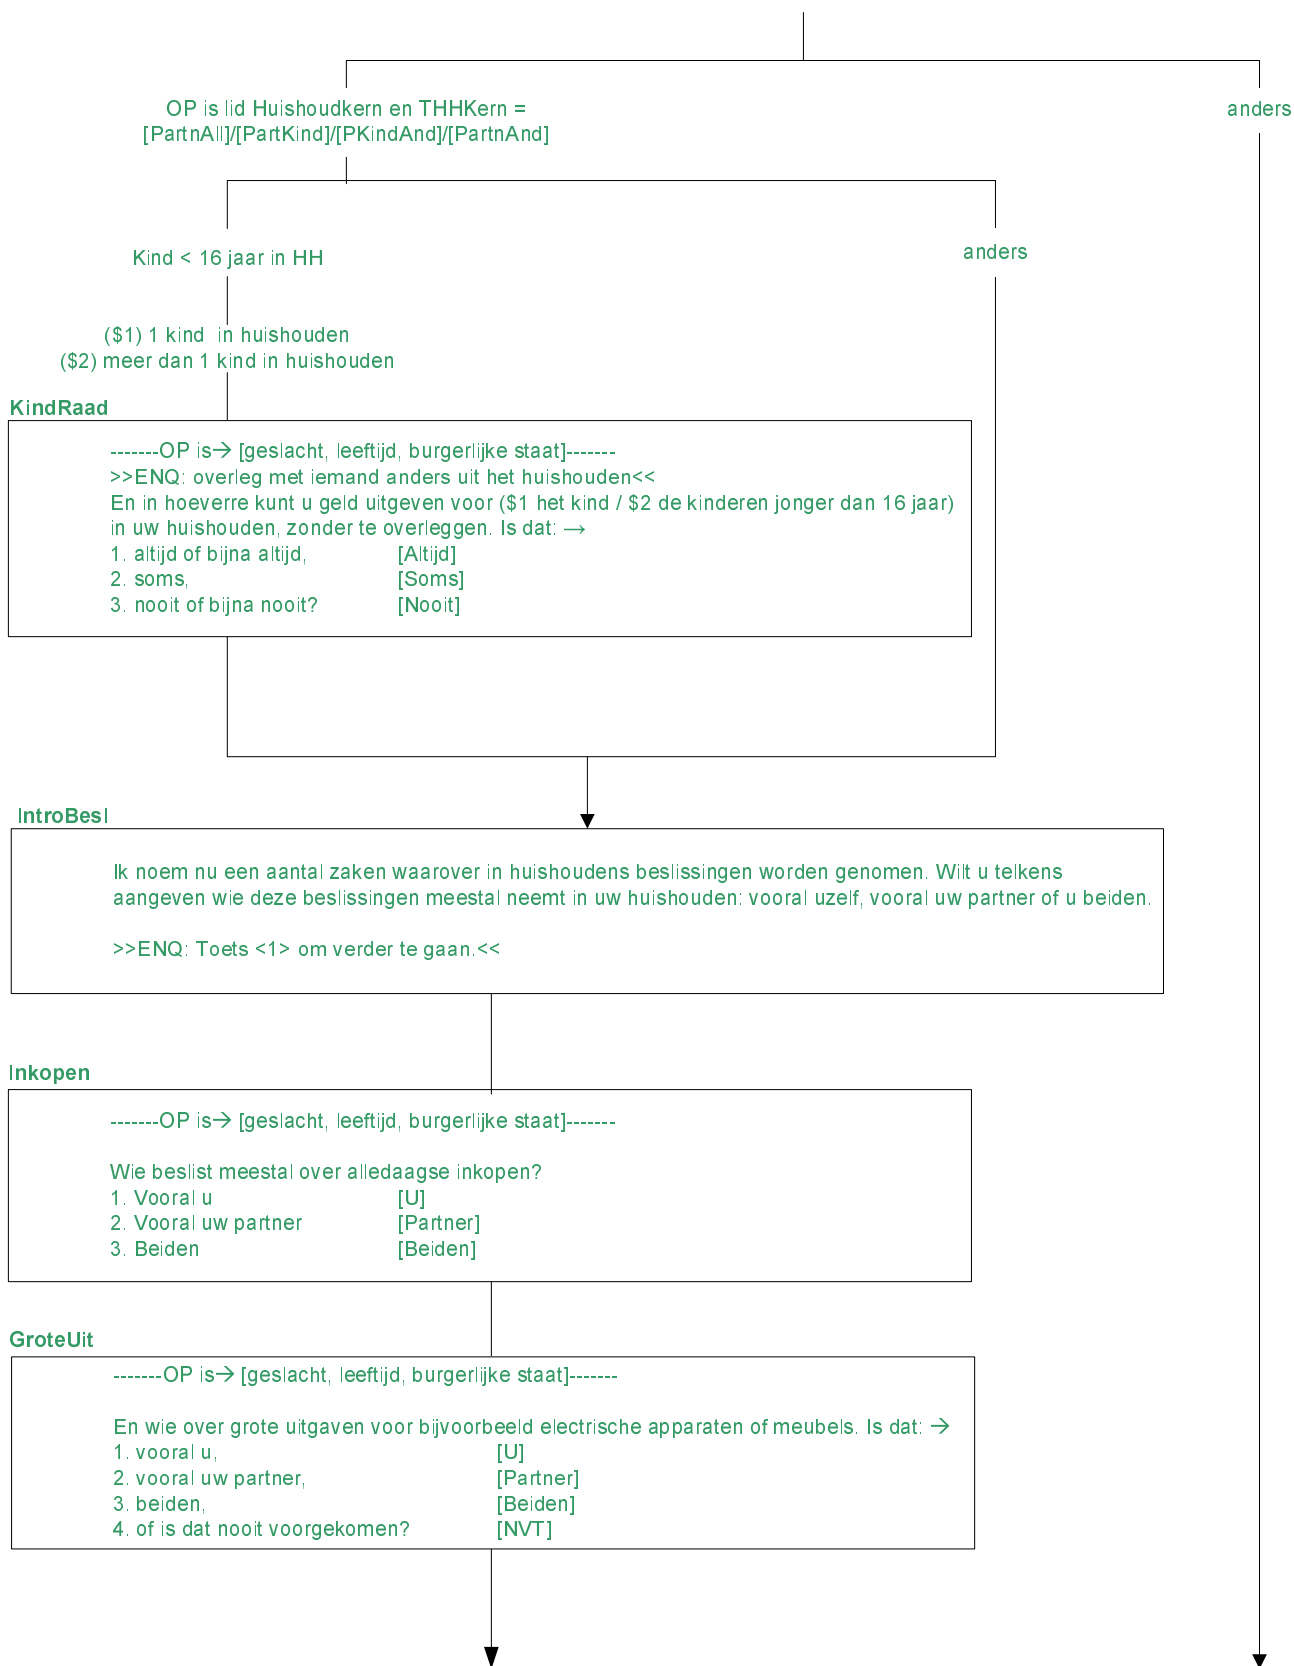 OP is lid Huishoudkern en THHKern =
[PartnAll]/[PartKind]/[PKindAnd]/[PartnAnd]
anders
Kind < 16 jaar in HH
anders
($1) 1 kind in huishouden
($2) meer dan 1 kind in huishouden
KindRaad
-------OP is→ [geslacht, leeftijd, burgerlijke staat]-------
>>ENQ: overleg met iemand anders uit het huishouden<<
En in hoeverre kunt u geld uitgeven voor ($1 het kind / $2 de kinderen jonger dan 16 jaar)
in uw huishouden, zonder te overleggen. Is dat: →
1. altijd of bijna altijd, [Altijd]
2. soms, [Soms]
3. nooit of bijna nooit? [Nooit]
IntroBesl
Ik noem nu een aantal zaken waarover in huishoudens beslissingen worden genomen. Wilt u telkens
aangeven wie deze beslissingen meestal neemt in uw huishouden: vooral uzelf, vooral uw partner of u beiden.
>>ENQ: Toets <1> om verder te gaan.<<
Inkopen
-------OP is→ [geslacht, leeftijd, burgerlijke staat]-------
Wie beslist meestal over alledaagse inkopen?
1. Vooral u [U]
2. Vooral uw partner [Partner]
3. Beiden [Beiden]
GroteUit
-------OP is→ [geslacht, leeftijd, burgerlijke staat]-------
En wie over grote uitgaven voor bijvoorbeeld electrische apparaten of meubels. Is dat: →
1. vooral u, [U]
2. vooral uw partner, [Partner]
3. beiden, [Beiden]
4. of is dat nooit voorgekomen? [NVT]